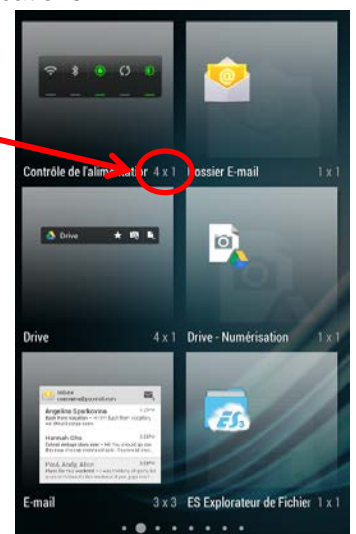 Contrôle de l'alimentation 4 x 1
Dossier E-mail 1 x 1
Drive
Drive 4 x 1
Drive - Numérisation 1 x 1
Inbox
Angelina Sparkovina
Hannah Cho
Paul, Andy, Alice
E-mail 3 x 3
ES Explorateur de Fichier 1 x 1